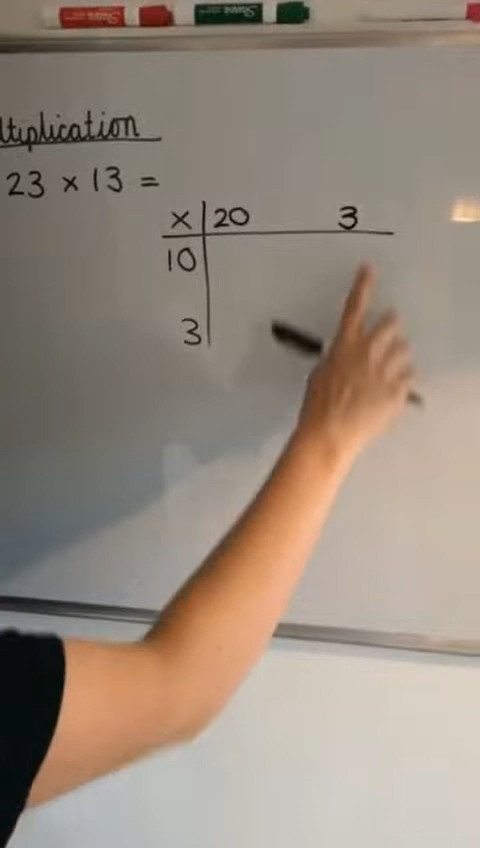 ltiplication
23 × 13 =
× 20 3
10
3